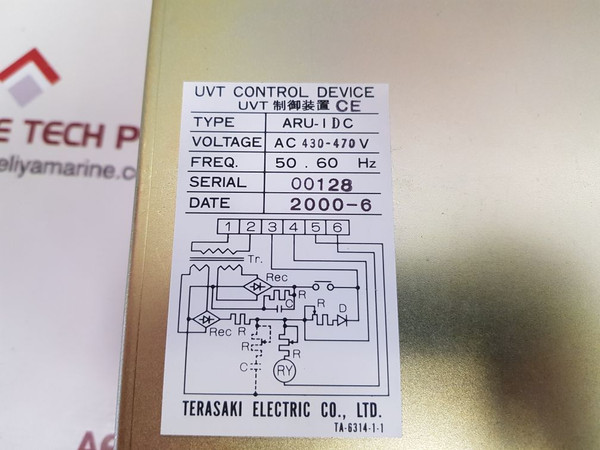 UVT CONTROL DEVICE
UVT 制御装置 CE
TYPE ARU-1DC
VOLTAGE AC 430-470 V
FREQ. 50 . 60 Hz
SERIAL 00128
DATE 2000-6
1 2 3 4 5 6
Tr.
Rec
R
C
R
D
Rec
R
R
R
C
RY
TERASAKI ELECTRIC CO., LTD.
TA-6314-1-1
E TECH P
eliyamarine.com